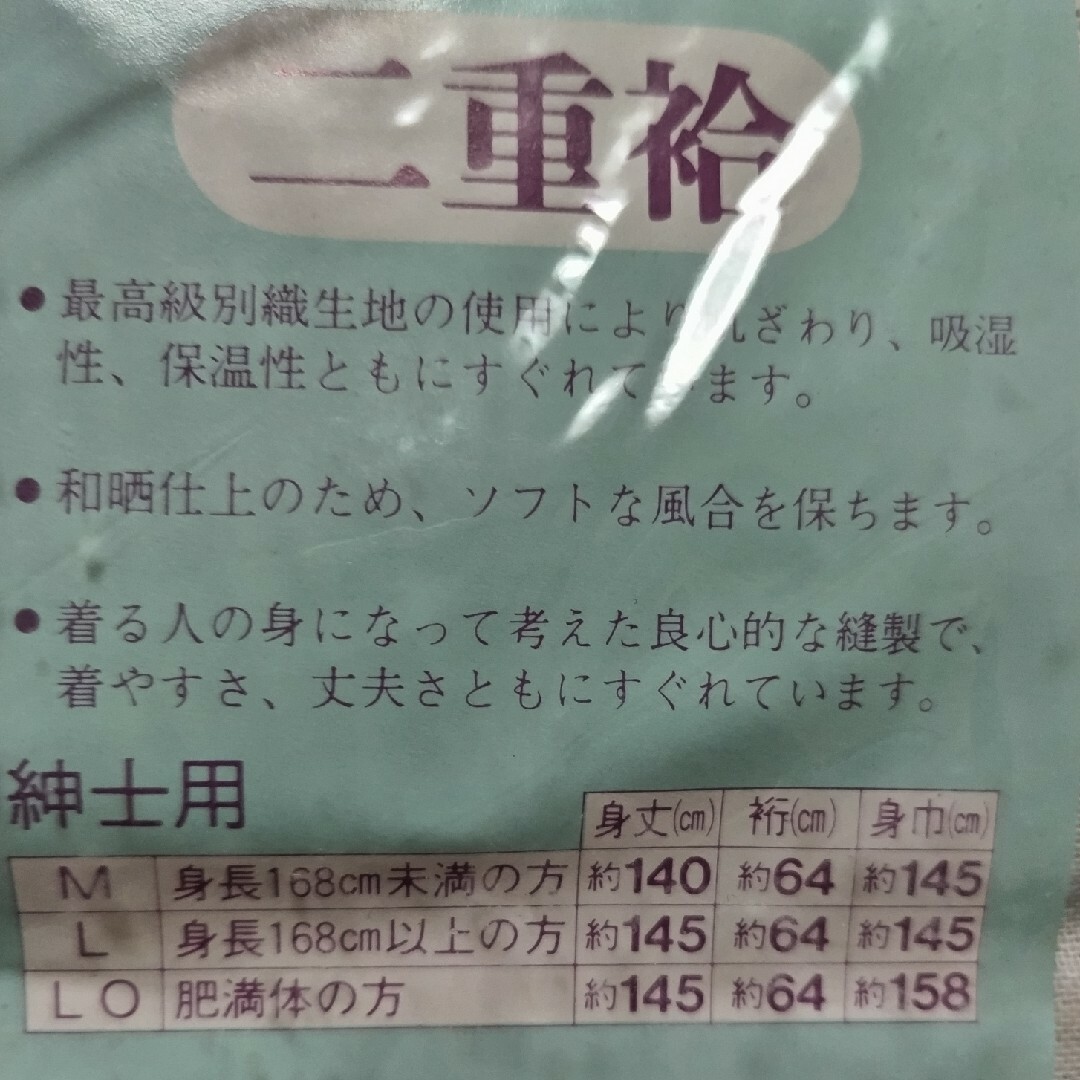 二重袷
●最高級別織生地の使用により肌ざわり、吸湿
性、保温性ともにすぐれています。
●和晒仕上のため、ソフトな風合を保ちます。
●着る人の身になって考えた良心的な縫製で、
着やすさ、丈夫さともにすぐれています。
紳士用
身丈(cm) 裄(cm) 身巾(cm)
M 身長168cm未満の方 約140 約64 約145
L 身長168cm以上の方 約145 約64 約145
LO 肥満体の方 約145 約64 約158